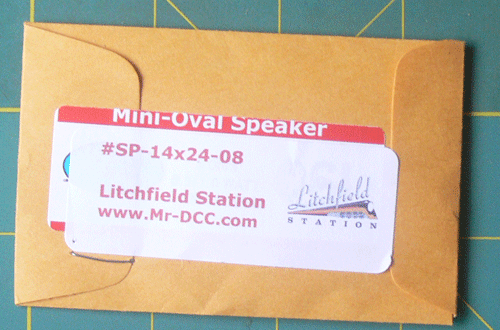 Mini-Oval Speaker
#SP-14x24-08
Litchfield Station
www.Mr-DCC.com
Litchfield
STATION